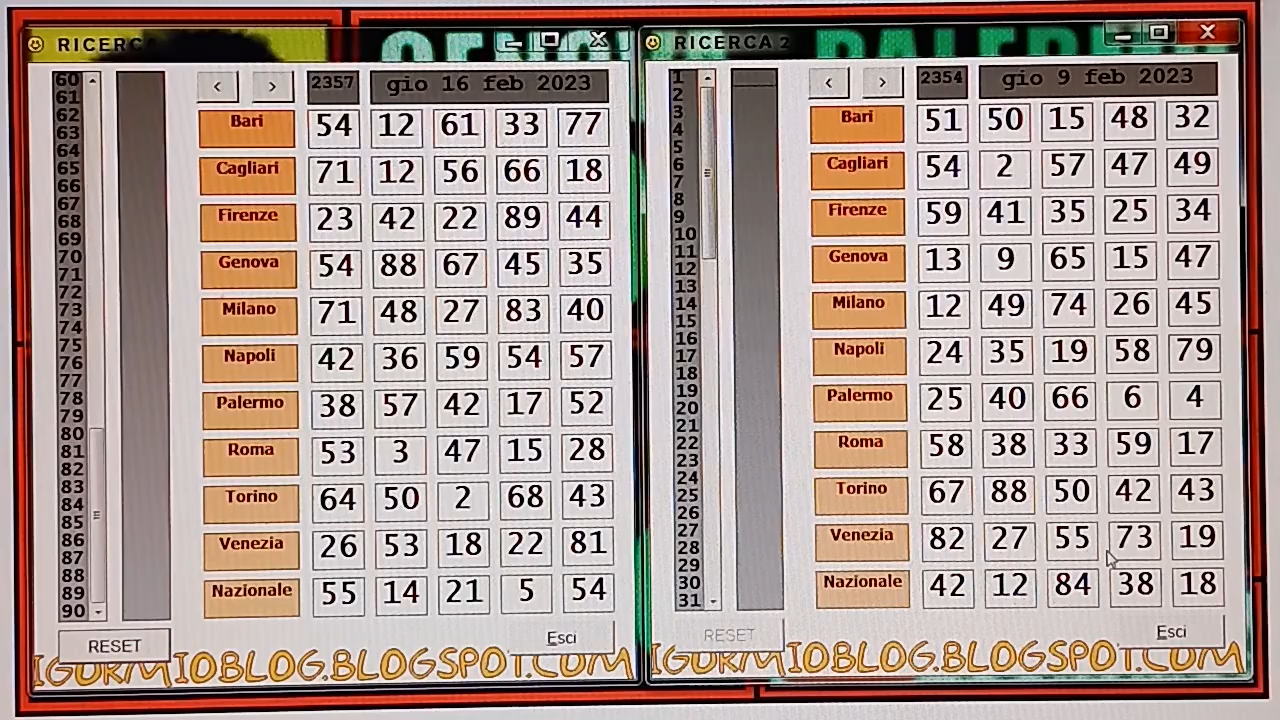 RICERCA
60 < > 2357 gio 16 feb 2023
61
62 Bari 54 12 61 33 77
63
64
65 Cagliari 71 12 56 66 18
66
67
68 Firenze 23 42 22 89 44
69
70 Genova 54 88 67 45 35
71
72
73 Milano 71 48 27 83 40
74
75
76 Napoli 42 36 59 54 57
77
78
79 Palermo 38 57 42 17 52
80
81 Roma 53 3 47 15 28
82
83
84 Torino 64 50 2 68 43
85
86
87 Venezia 26 53 18 22 81
88
89 Nazionale 55 14 21 5 54
90
RESET Esci
IGORMIOBLOG.BLOGSPOT.COM
RICERCA 2
1 < > 2354 gio 9 feb 2023
2
3 Bari 51 50 15 48 32
4
5
6 Cagliari 54 2 57 47 49
7
8
9 Firenze 59 41 35 25 34
10
11 Genova 13 9 65 15 47
12
13
14 Milano 12 49 74 26 45
15
16
17 Napoli 24 35 19 58 79
18
19 Palermo 25 40 66 6 4
20
21
22 Roma 58 38 33 59 17
23
24
25 Torino 67 88 50 42 43
26
27
28 Venezia 82 27 55 73 19
29
30 Nazionale 42 12 84 38 18
31
RESET Esci
IGORMIOBLOG.BLOGSPOT.COM